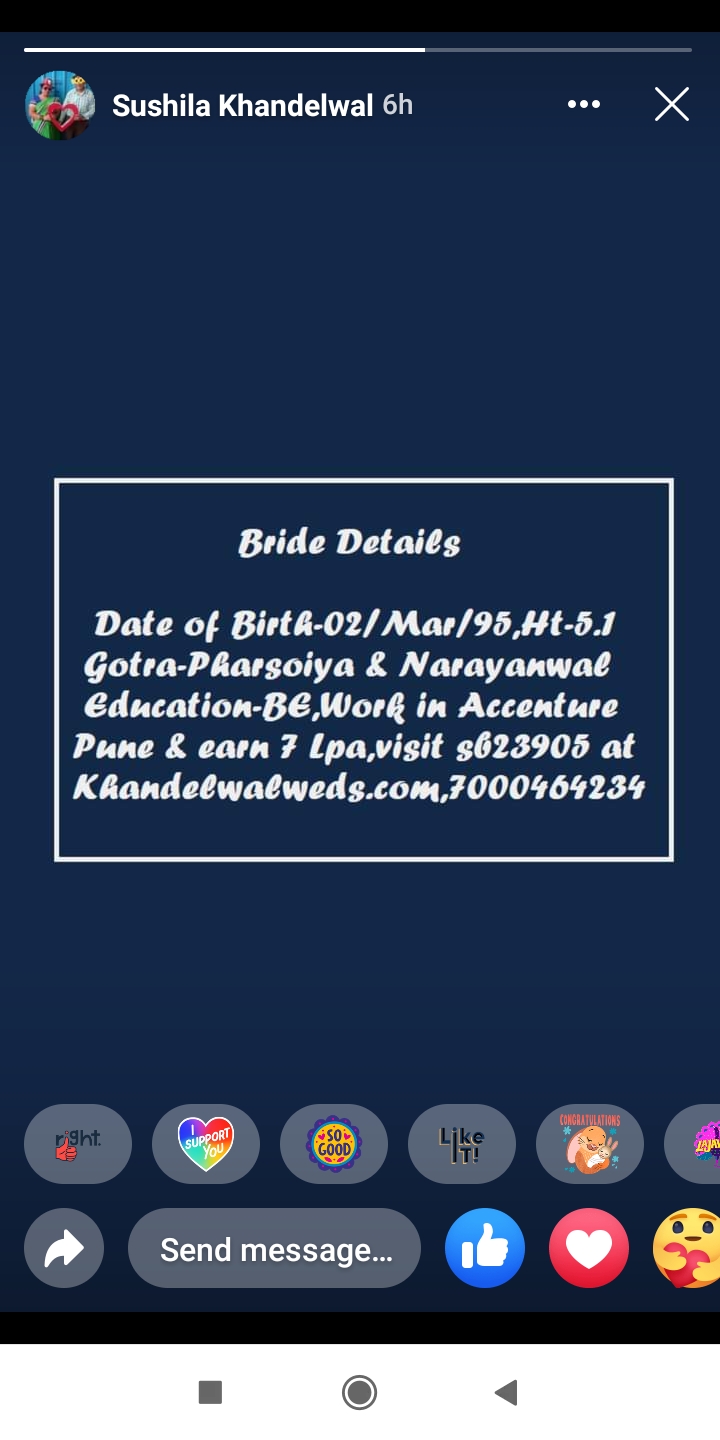 Sushila Khandelwal 6h
Bride Details
Date of Birth-02/Mar/95,Ht-5.1
Gotra-Pharsoiya & Narayanwal
Education-BE,Work in Accenture
Pune & earn 7 Lpa,visit sb23905 at
Khandelwalweds.com,7000464234
right.
I SUPPORT YOU
SO GOOD
Like IT!
CONGRATULATIONS
Send message...